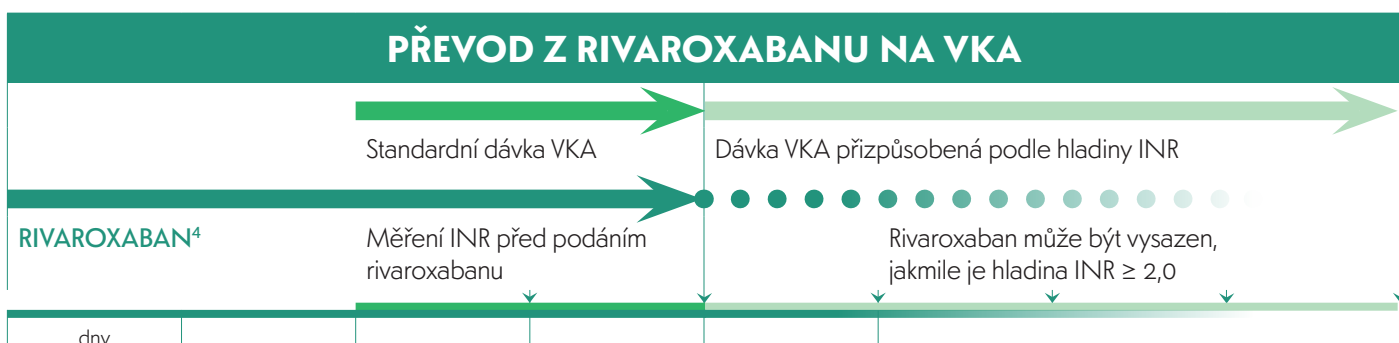 PŘEVOD Z RIVAROXABANU NA VKA
Standardní dávka VKA
Dávka VKA přizpůsobená podle hladiny INR
RIVAROXABAN⁴
Měření INR před podáním
rivaroxabanu
Rivaroxaban může být vysazen,
jakmile je hladina INR ≥ 2,0
dny